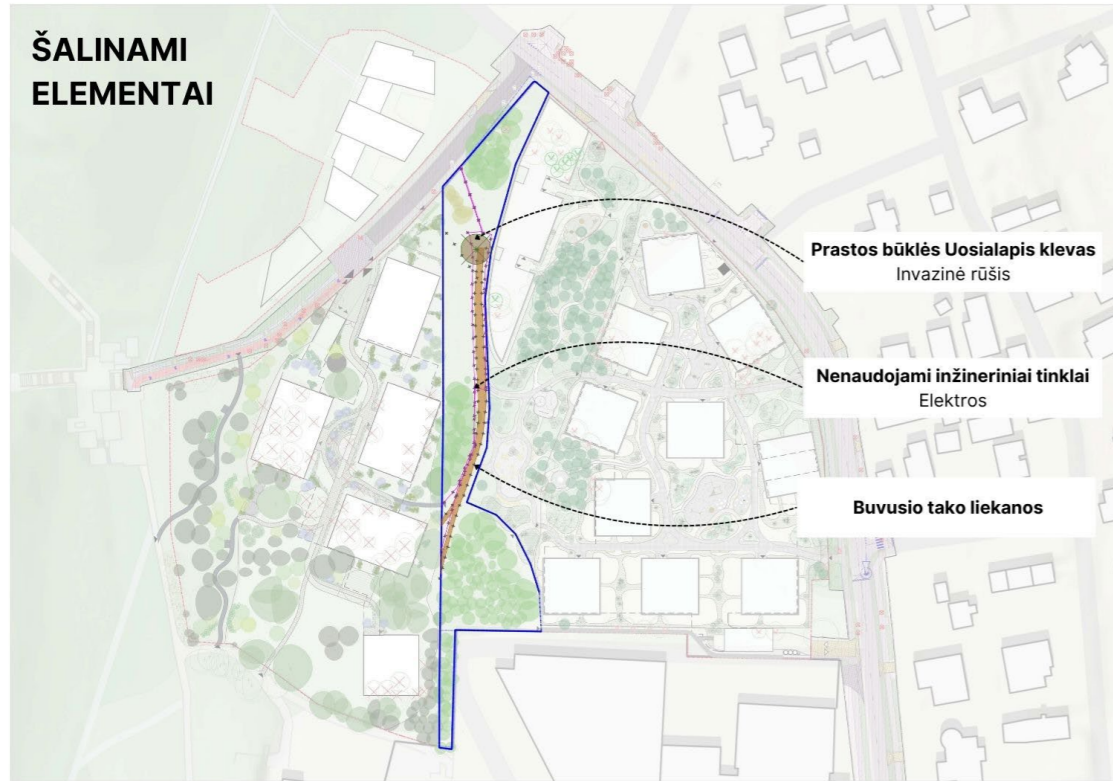 ŠALINAMI
ELEMENTAI
Prastos būklės Uosialapis klevas
Invazinė rūšis
Nenaudojami inžineriniai tinklai
Elektros
Buvusio tako liekanos